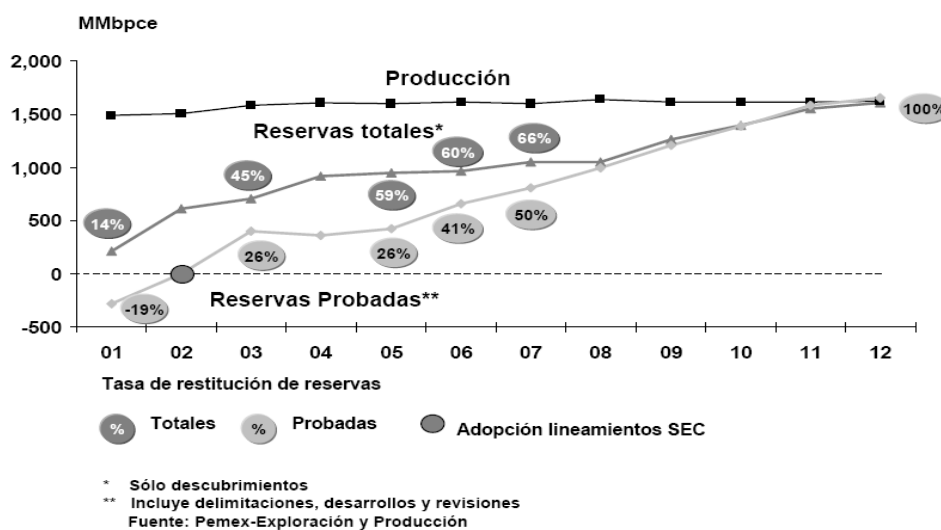 MMbpce
2,000
Producción
1,500
100%
Reservas totales*
66%
60%
1,000
45%
59%
500
14%
50%
41%
26%
26%
0
-19%
Reservas Probadas**
-500
01 02 03 04 05 06 07 08 09 10 11 12
Tasa de restitución de reservas
% Totales % Probadas Adopción lineamientos SEC
* Sólo descubrimientos
** Incluye delimitaciones, desarrollos y revisiones
Fuente: Pemex-Exploración y Producción